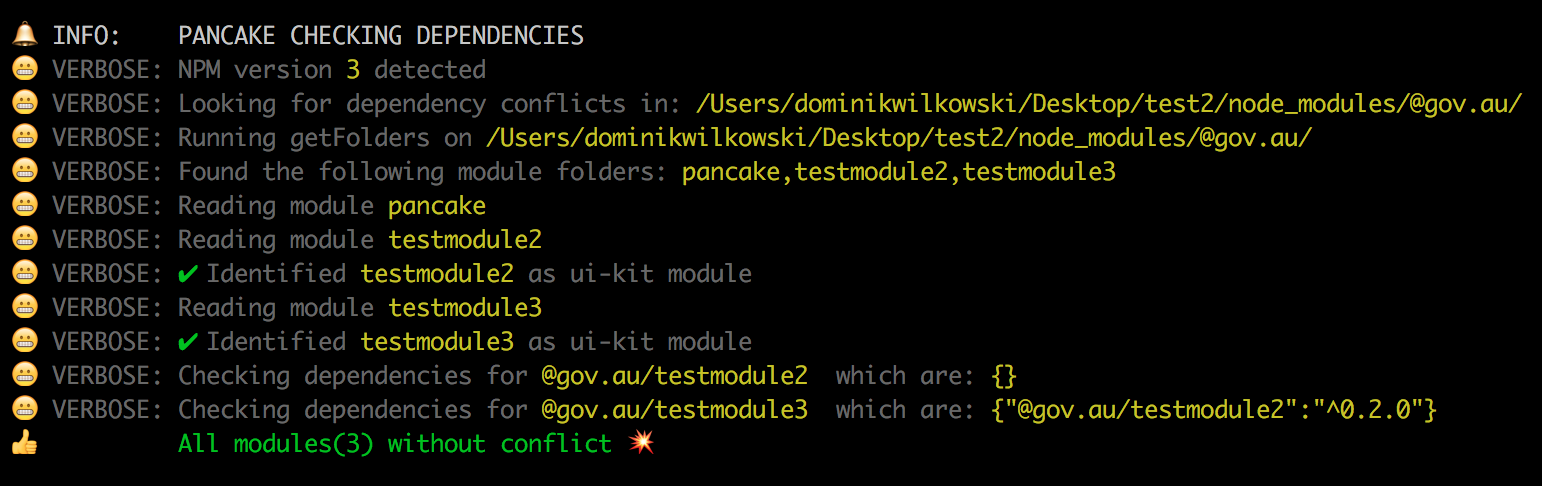 🔔 INFO:    PANCAKE CHECKING DEPENDENCIES
😬 VERBOSE: NPM version 3 detected
😬 VERBOSE: Looking for dependency conflicts in: /Users/dominikwilkowski/Desktop/test2/node_modules/@gov.au/
😬 VERBOSE: Running getFolders on /Users/dominikwilkowski/Desktop/test2/node_modules/@gov.au/
😬 VERBOSE: Found the following module folders: pancake,testmodule2,testmodule3
😬 VERBOSE: Reading module pancake
😬 VERBOSE: Reading module testmodule2
😬 VERBOSE: ✔ Identified testmodule2 as ui-kit module
😬 VERBOSE: Reading module testmodule3
😬 VERBOSE: ✔ Identified testmodule3 as ui-kit module
😬 VERBOSE: Checking dependencies for @gov.au/testmodule2  which are: {}
😬 VERBOSE: Checking dependencies for @gov.au/testmodule3  which are: {"@gov.au/testmodule2":"^0.2.0"}
👍          All modules(3) without conflict 💥